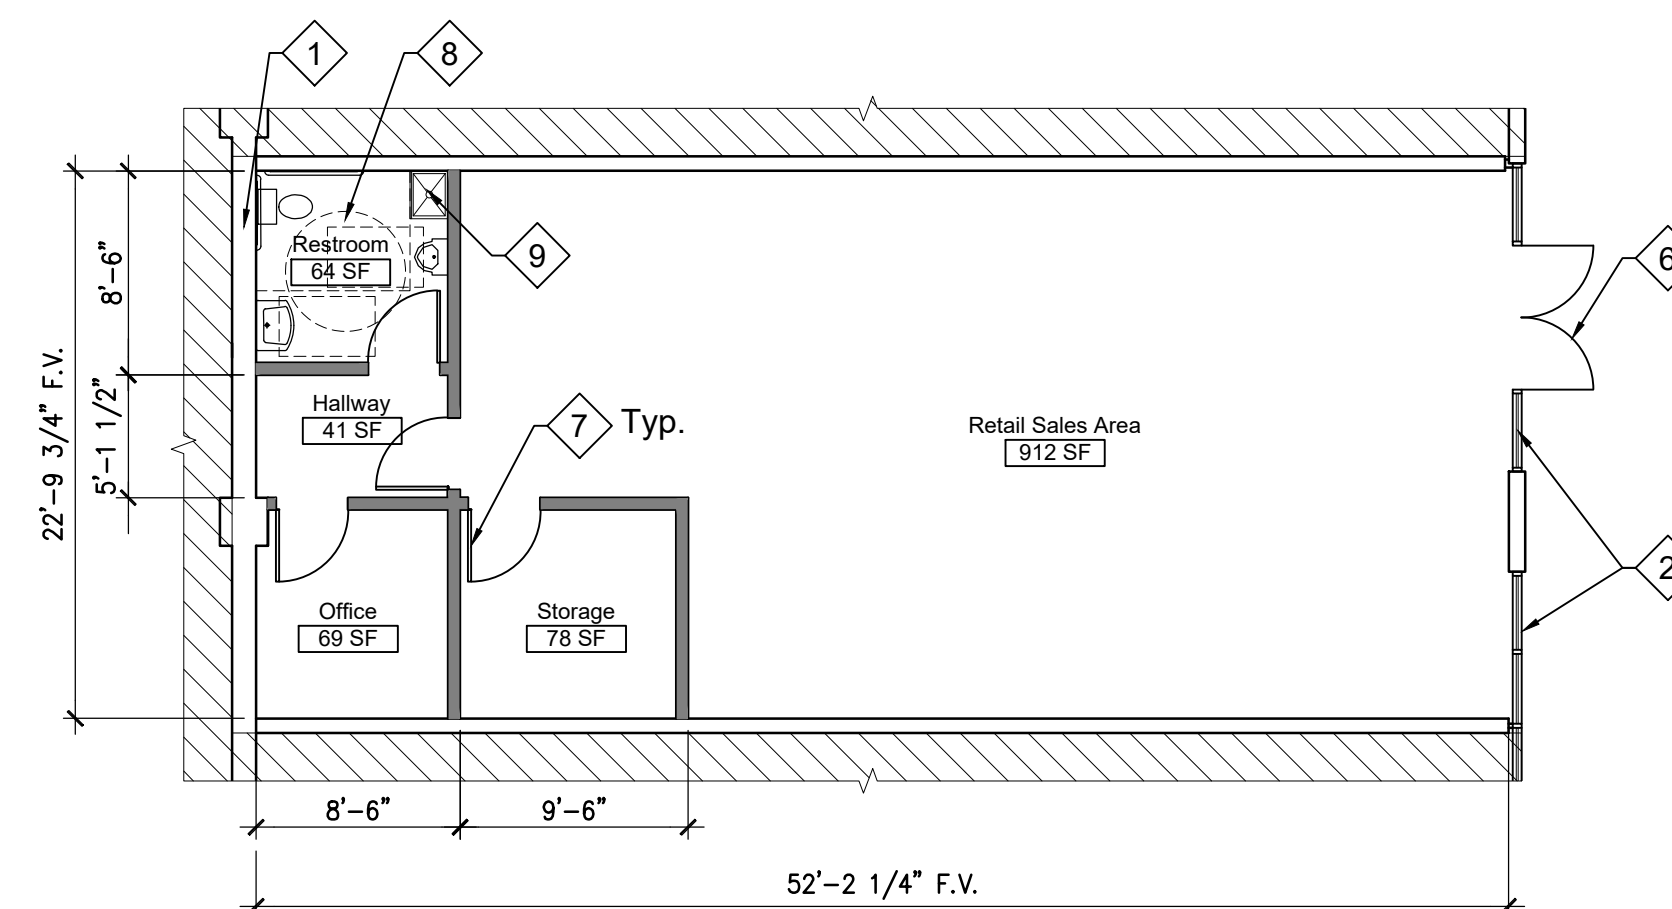 1
8
9
6
Restroom
64 SF
8'-6"
22'-9 3/4" F.V.
5'-1 1/2"
Hallway
41 SF
7 Typ.
Retail Sales Area
912 SF
2
Office
69 SF
Storage
78 SF
8'-6"
9'-6"
52'-2 1/4" F.V.